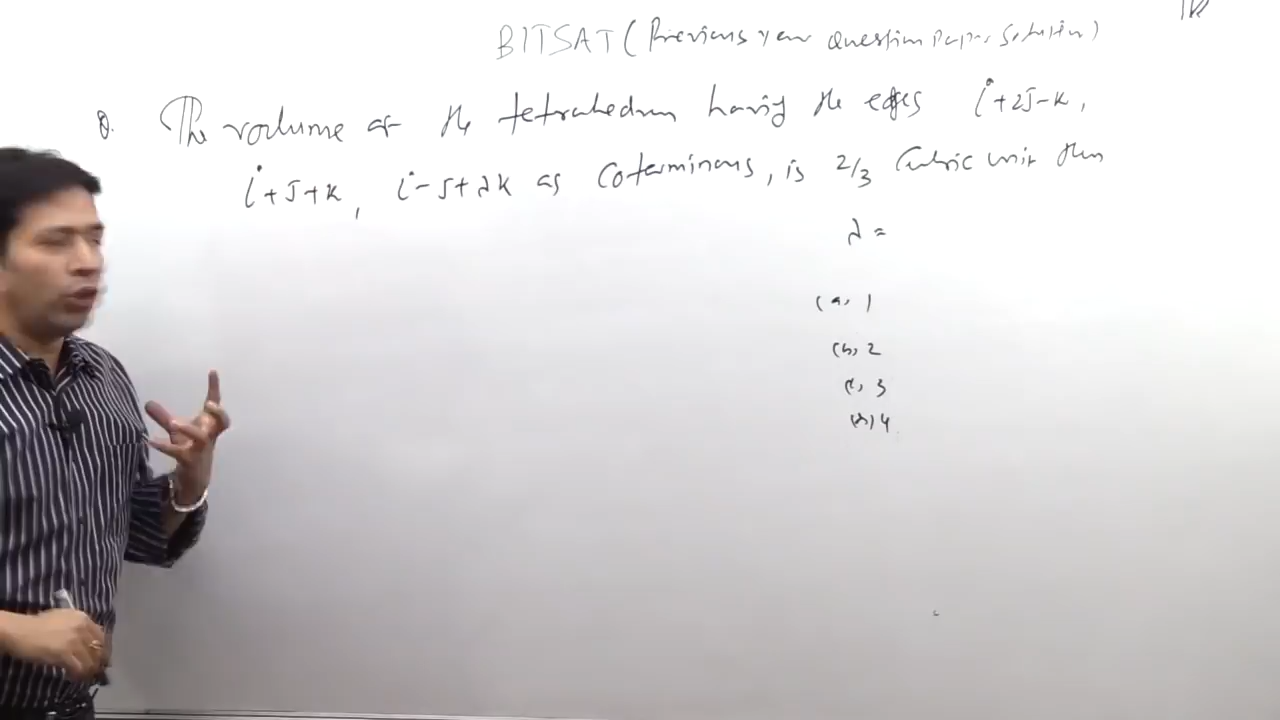 BITSAT (Previous year Question Paper Solution)
Q. The volume of the tetrahedron having the edges i+2j-k,
i+j+k, i-j+λk as coterminous, is 2/3 cubic unit then
λ =
(a) 1
(b) 2
(c) 3
(d) 4